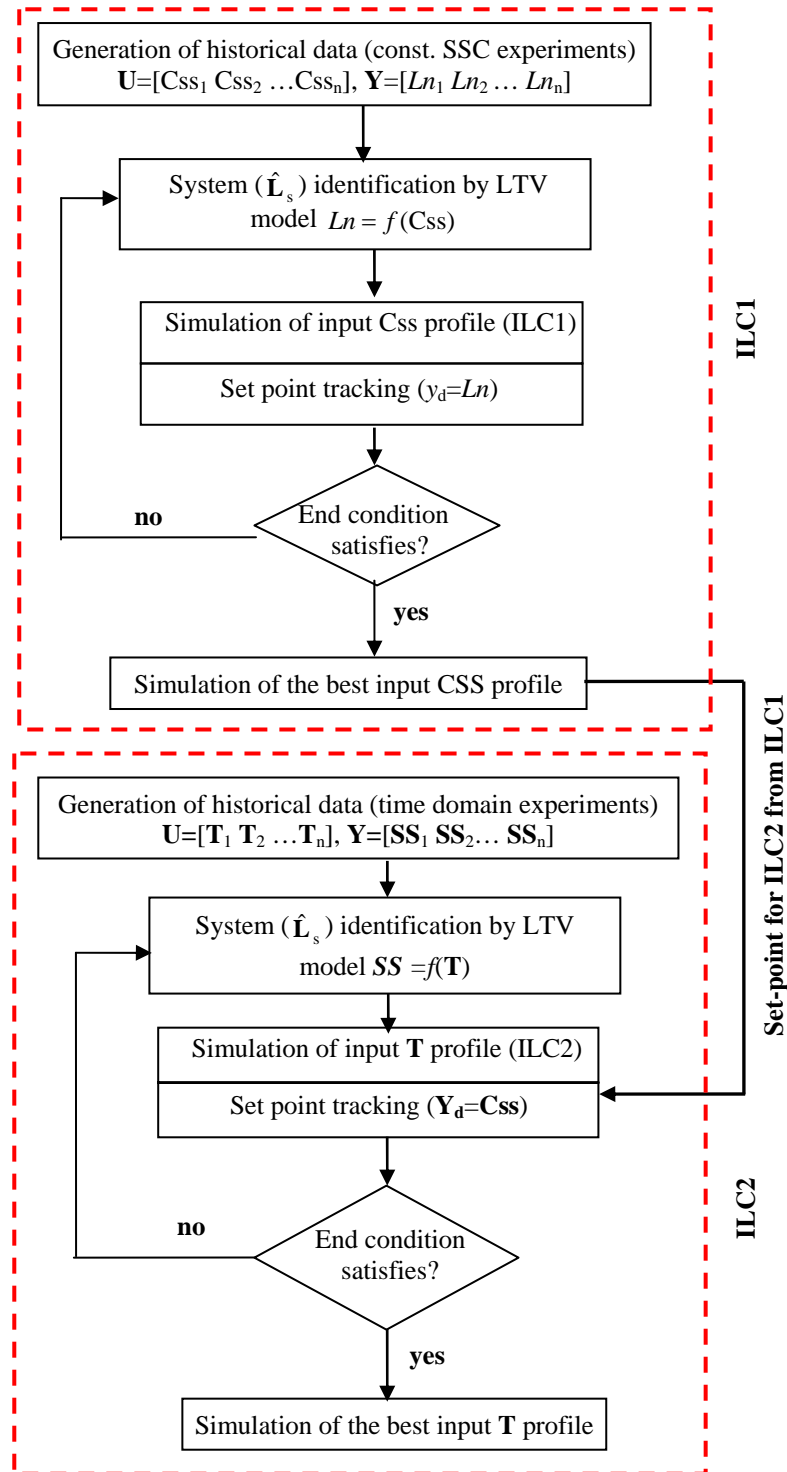 Generation of historical data (const. SSC experiments)
U=[Css₁ Css₂ …Cssₙ], Y=[Ln₁ Ln₂ … Lnₙ]
System (L̂ₛ) identification by LTV
model Ln = f(Css)
Simulation of input Css profile (ILC1)
Set point tracking (y_d=Ln)
ILC1
no
End condition
satisfies?
yes
Simulation of the best input CSS profile
Set-point for ILC2 from ILC1
Generation of historical data (time domain experiments)
U=[T₁ T₂ …Tₙ], Y=[SS₁ SS₂… SSₙ]
System (L̂ₛ) identification by LTV
model SS =f(T)
Simulation of input T profile (ILC2)
Set point tracking (Y_d=Css)
ILC2
no
End condition
satisfies?
yes
Simulation of the best input T profile